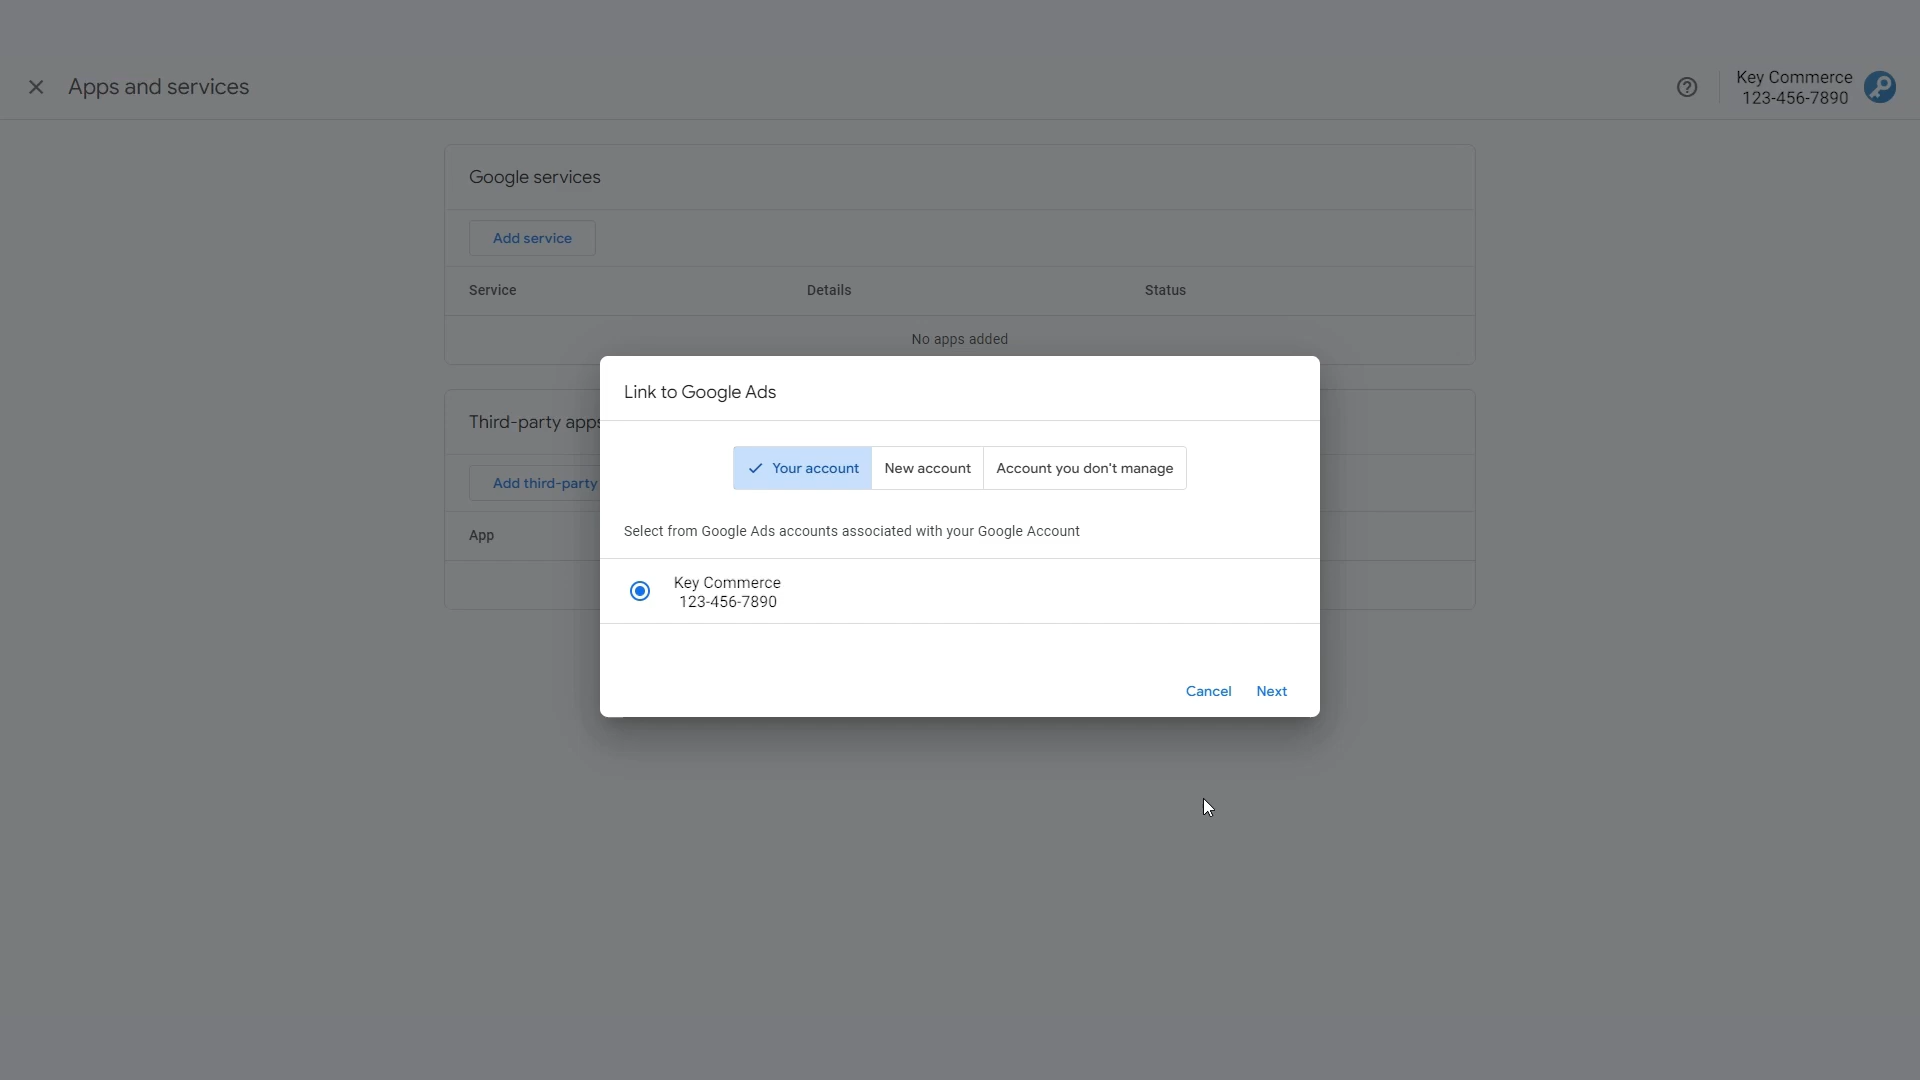 Apps and services
Key Commerce
123-456-7890
Google services
Add service
Service Details Status
No apps added
Third-party apps
Add third-party
App
Link to Google Ads
Your account New account Account you don't manage
Select from Google Ads accounts associated with your Google Account
Key Commerce
123-456-7890
Cancel Next